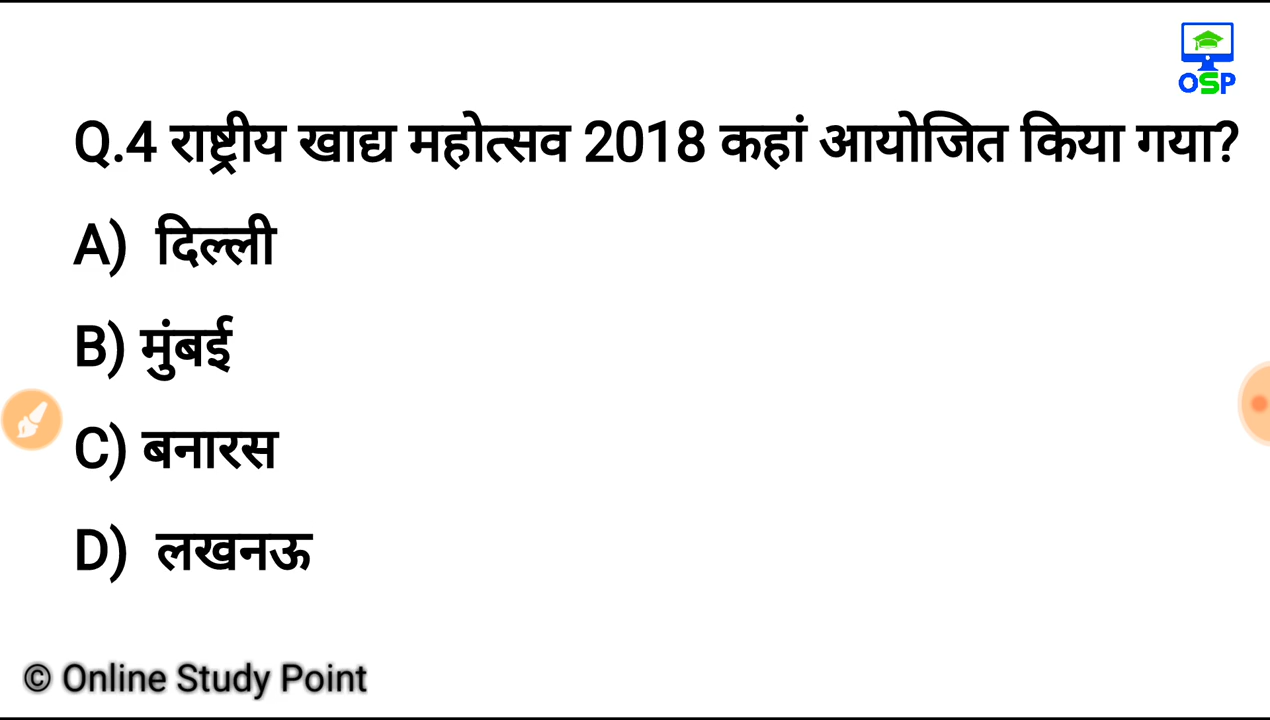 OSP
Q.4 राष्ट्रीय खाद्य महोत्सव 2018 कहां आयोजित किया गया?
A) दिल्ली
B) मुंबई
C) बनारस
D) लखनऊ
© Online Study Point